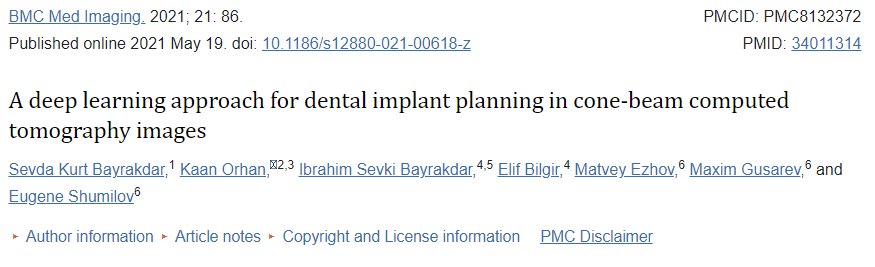 BMC Med Imaging. 2021; 21: 86.
PMCID: PMC8132372
Published online 2021 May 19. doi: 10.1186/s12880-021-00618-z
PMID: 34011314
A deep learning approach for dental implant planning in cone-beam computed
tomography images
Sevda Kurt Bayrakdar,1 Kaan Orhan,2,3 Ibrahim Sevki Bayrakdar,4,5 Elif Bilgir,4 Matvey Ezhov,6 Maxim Gusarev,6 and
Eugene Shumilov6
▸ Author information ▸ Article notes ▸ Copyright and License information PMC Disclaimer